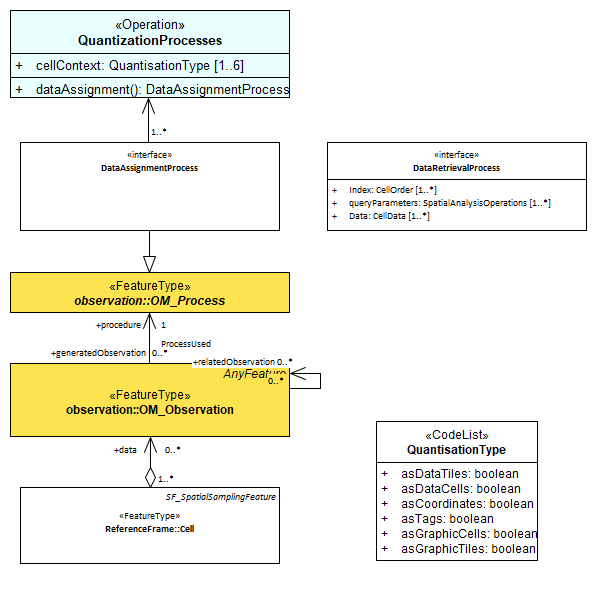 «Operation»
QuantizationProcesses
+ cellContext: QuantisationType [1..6]
+ dataAssignment(): DataAssignmentProcess
1..*
«interface»
DataAssignmentProcess
«interface»
DataRetrievalProcess
+ Index: CellOrder [1..*]
+ queryParameters: SpatialAnalysisOperations [1..*]
+ Data: CellData [1..*]
«FeatureType»
observation::OM_Process
+procedure 1
ProcessUsed
+generatedObservation 0..*
+relatedObservation 0..*
AnyFeature
0..*
«FeatureType»
observation::OM_Observation
+data 0..*
1..*
SF_SpatialSamplingFeature
«FeatureType»
ReferenceFrame::Cell
«CodeList»
QuantisationType
+ asDataTiles: boolean
+ asDataCells: boolean
+ asCoordinates: boolean
+ asTags: boolean
+ asGraphicCells: boolean
+ asGraphicTiles: boolean